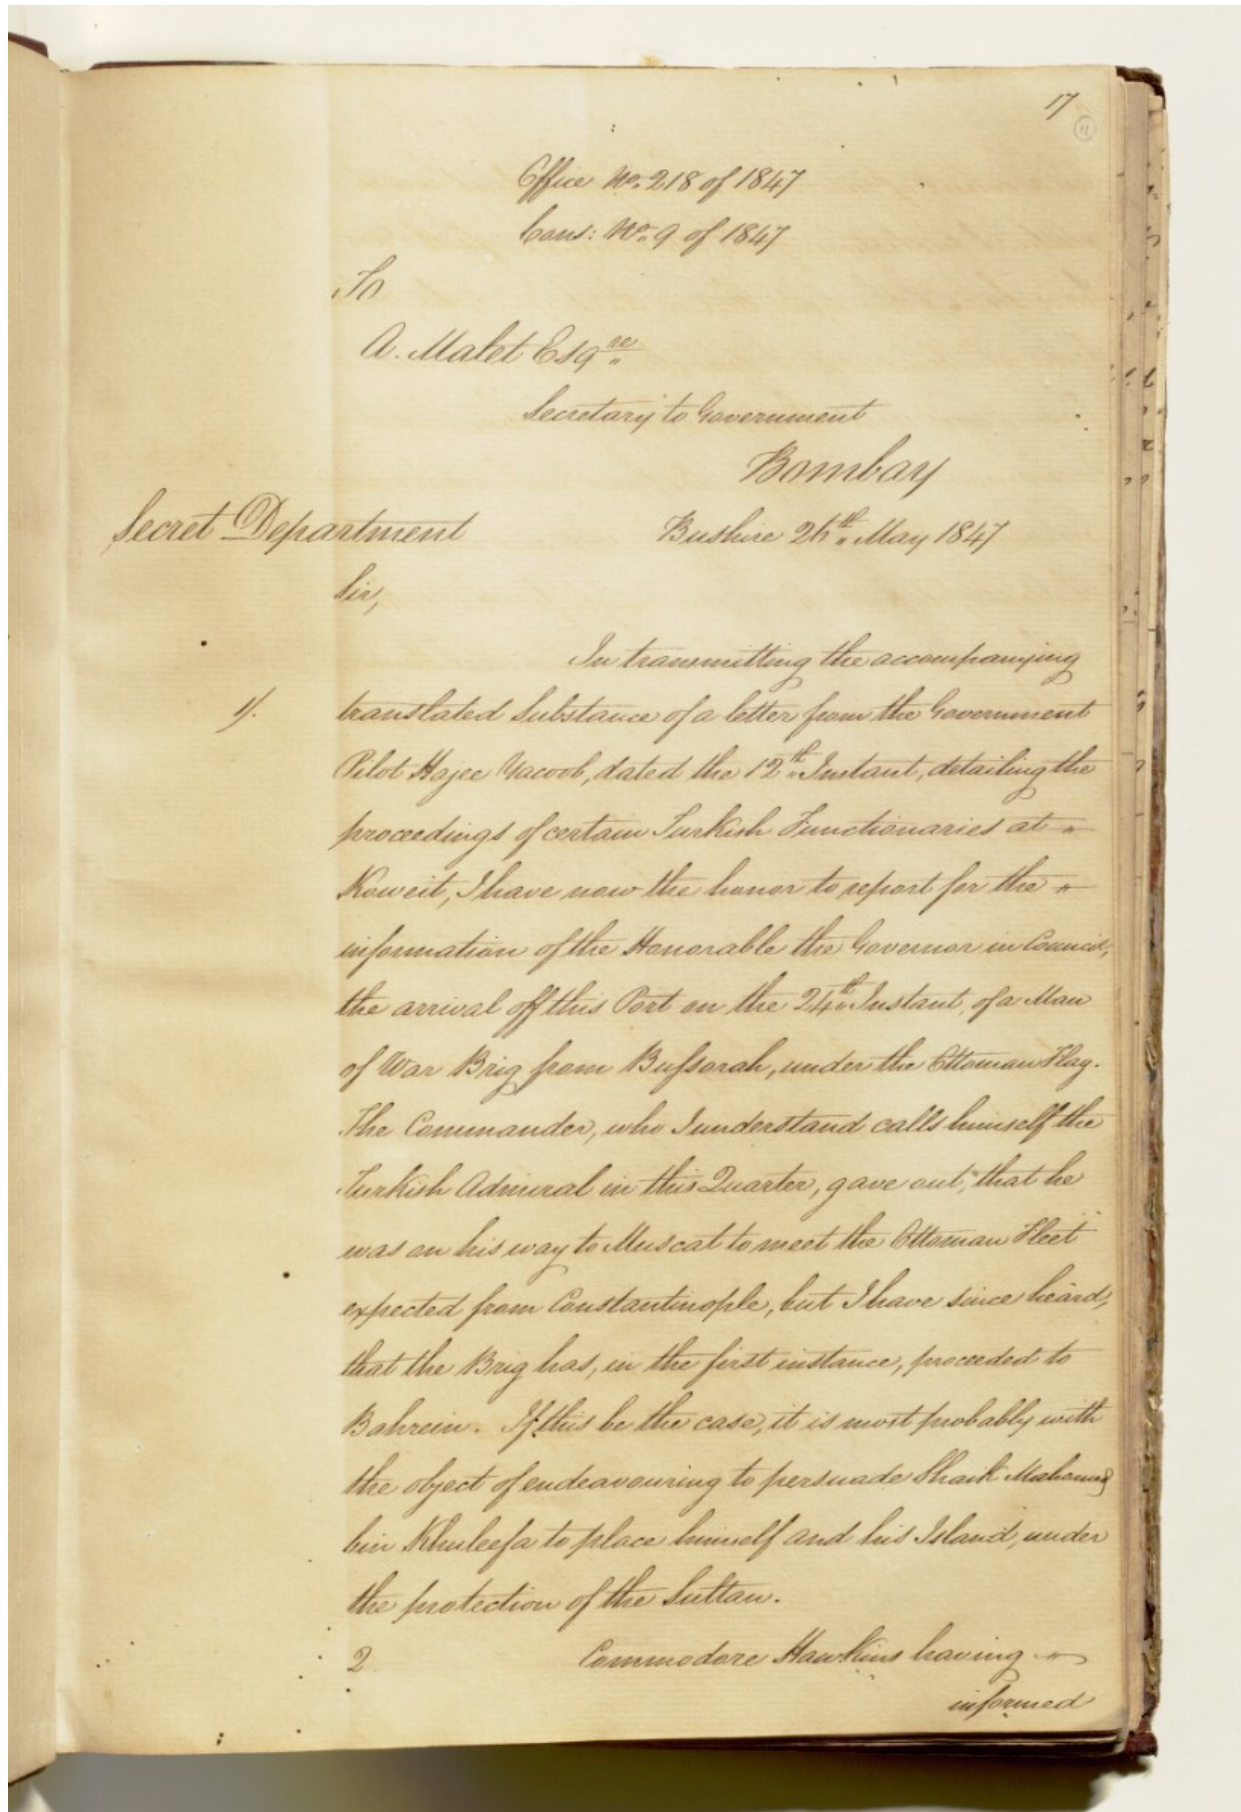 17
11
Office No. 218 of 1847
Cons: No. 9 of 1847
To
A. Malet Esqre
Secretary to Government
Bombay
Secret Department
Bushire 26th May 1847
Sir,
In transmitting the accompanying
1/. translated Substance of a letter from the Government
Pilot Hajee Yacoob, dated the 12th Instant, detailing the
proceedings of certain Turkish Functionaries at "
Koweit, I have now the honor to report for the "
information of the Honorable the Governor in Council,
the arrival off this Port on the 24th Instant, of a Man
of War Brig from Bussorah, under the Ottoman Flag.
The Commander, who I understand calls himself the
Turkish Admiral in this Quarter, gave out, that he
was on his way to Muscat to meet the Ottoman Fleet
expected from Constantinople, but I have since heard,
that the Brig has, in the first instance, proceeded to
Bahrein. If this be the case, it is most probably with
the object of endeavouring to persuade Shaik Mahomed
bin Khuleefa to place himself and his Island, under
the protection of the Sultan.
2 Commodore Hawkins having "
informed